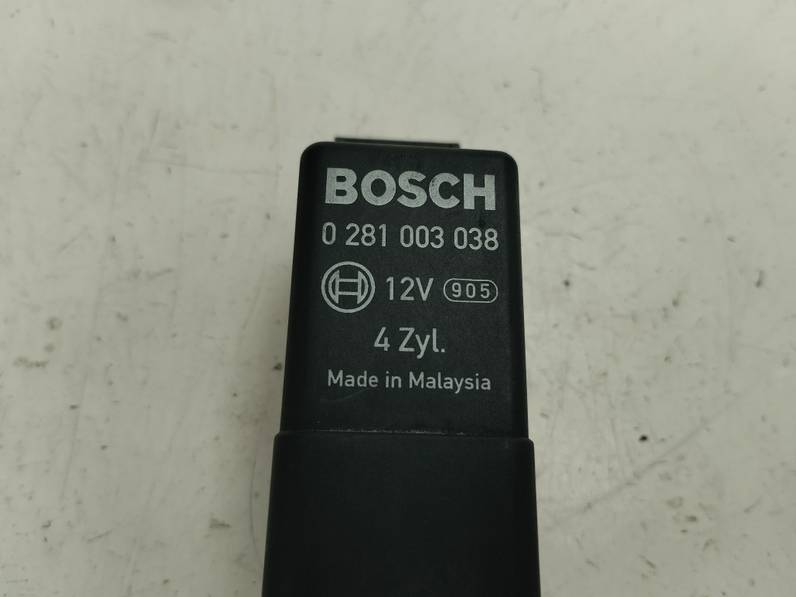 BOSCH
0 281 003 038
12V 905
4 Zyl.
Made in Malaysia